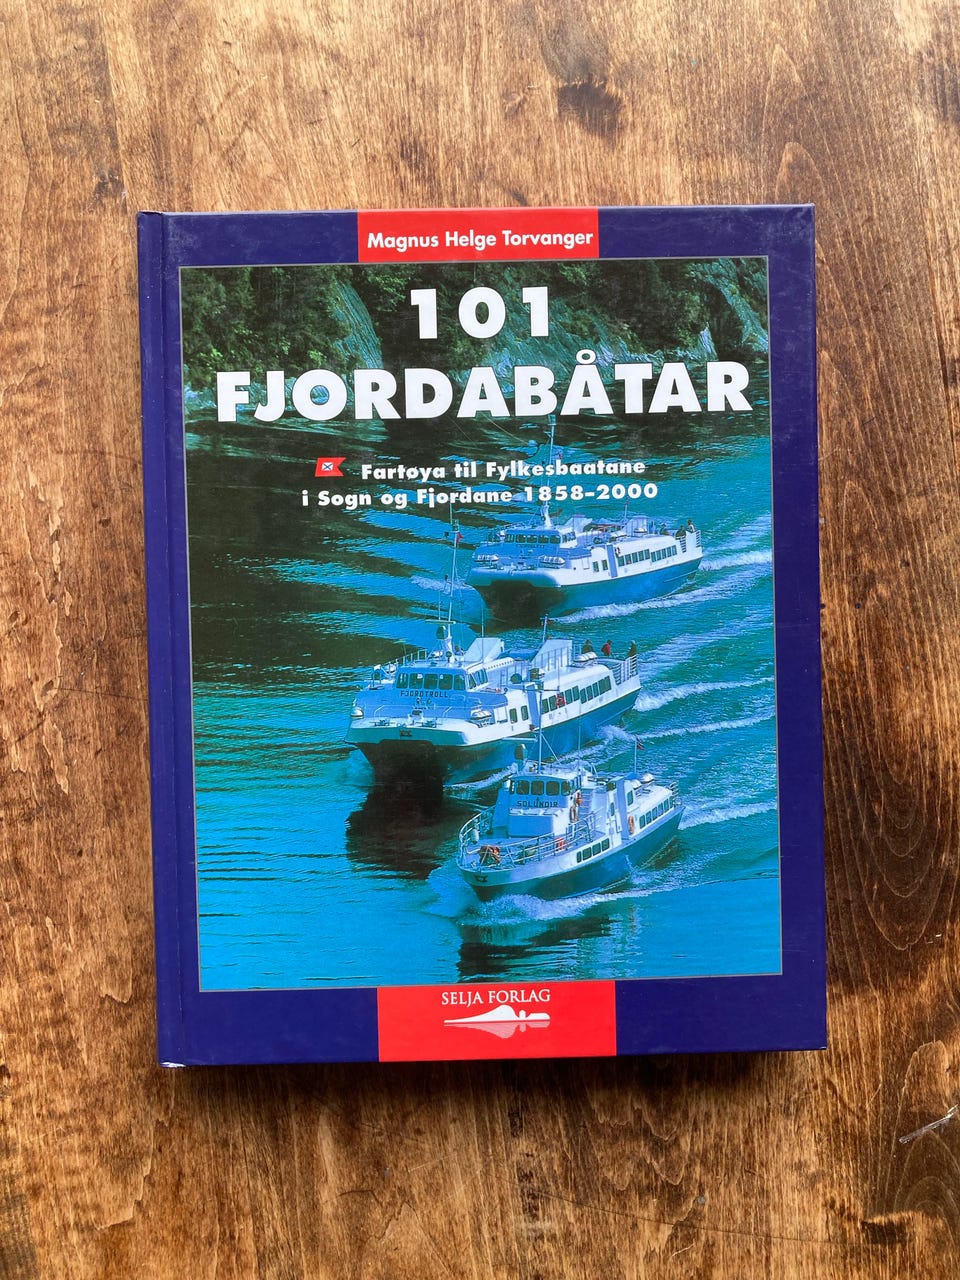 Magnus Helge Torvanger
101
FJORDABÅTAR
Fartøya til Fylkesbaatane
i Sogn og Fjordane 1858-2000
FJORDTROLL
SOLUNDIR
SELJA FORLAG